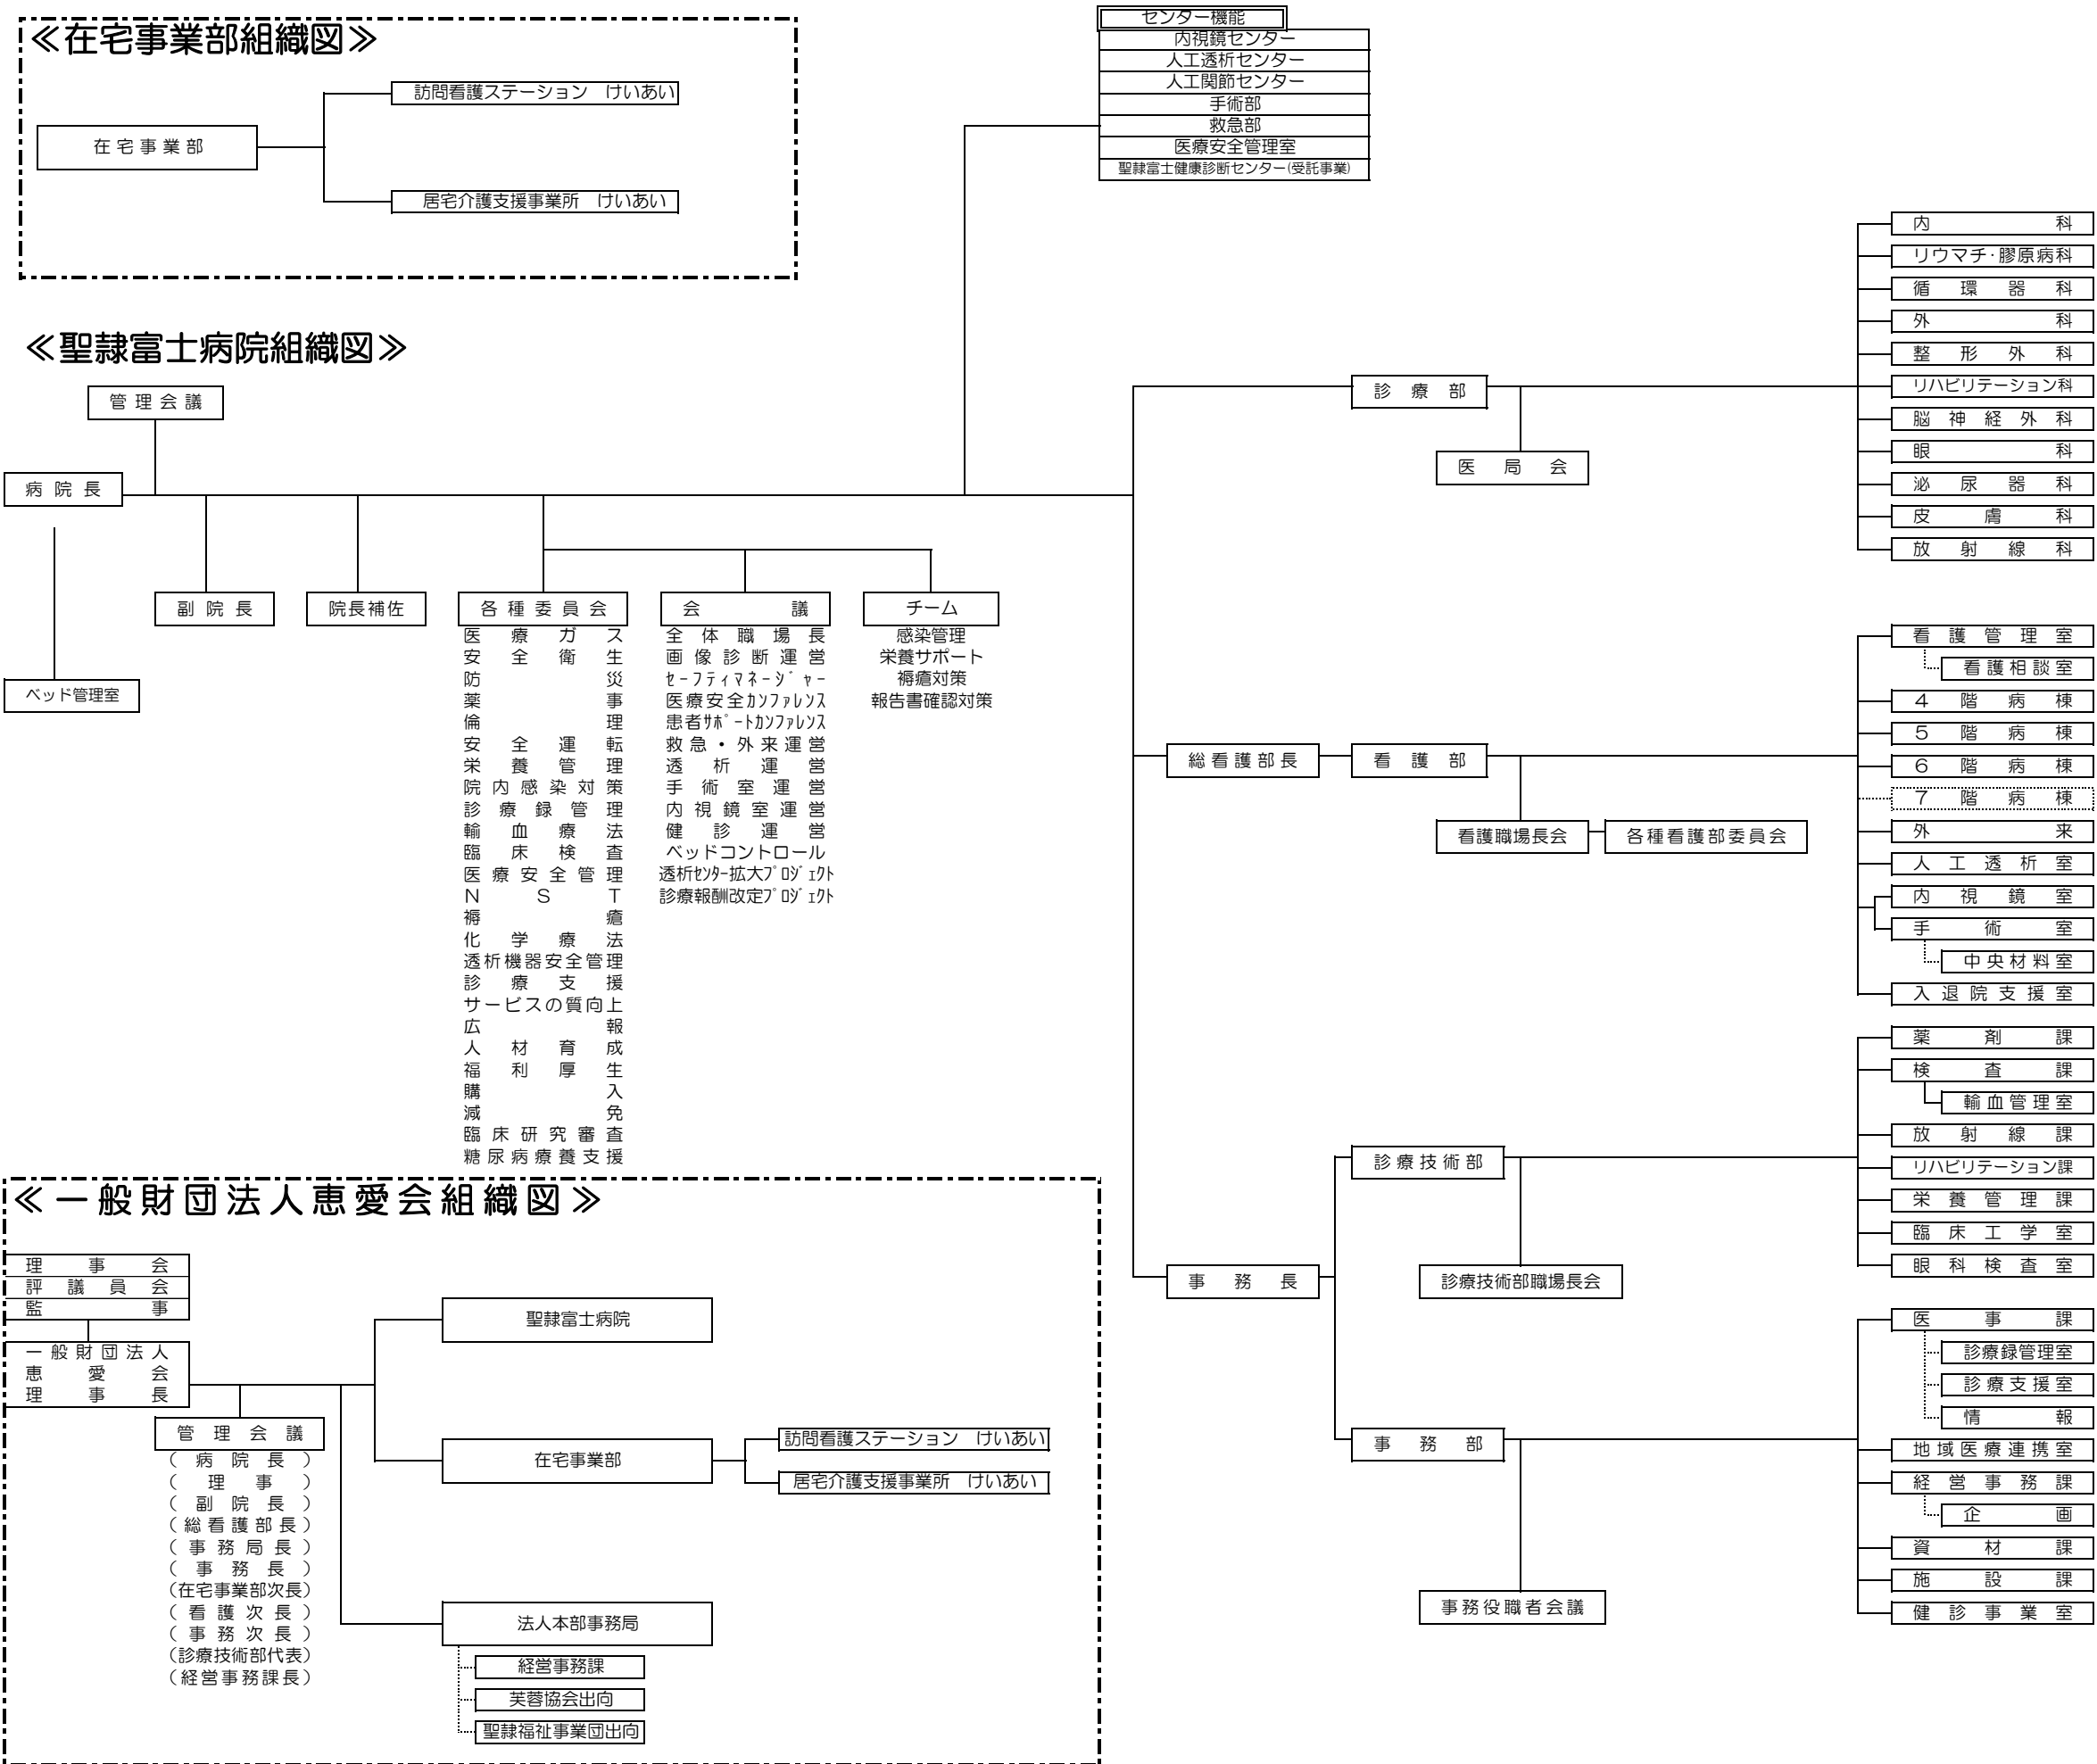 ≪在宅事業部組織図≫
訪問看護ステーション　けいあい
在宅事業部
居宅介護支援事業所　けいあい
センター機能
内視鏡センター
人工透析センター
人工関節センター
手術部
救急部
医療安全管理室
聖隷富士健康診断センター(受託事業)
≪聖隷富士病院組織図≫
管理会議
病院長
副院長
院長補佐
ベッド管理室
各種委員会
医療ガス
安全衛生
防災
薬事
倫理
安全運転
栄養管理
院内感染対策
診療録管理
輸血療法
臨床検査
医療安全管理
ＮＳＴ
褥瘡
化学療法
透析機器安全管理
診療支援
サービスの質向上
広報
人材育成
福利厚生
購入
減免
臨床研究審査
糖尿病療養支援
会議
全体職場長
画像診断運営
ｾｰﾌﾃｨﾏﾈｰｼﾞｬｰ
医療安全ｶﾝﾌｧﾚﾝｽ
患者ｻﾎﾟｰﾄｶﾝﾌｧﾚﾝｽ
救急・外来運営
透析運営
手術室運営
内視鏡室運営
健診運営
ベッドコントロール
透析ｾﾝﾀｰ拡大ﾌﾟﾛｼﾞｪｸﾄ
診療報酬改定ﾌﾟﾛｼﾞｪｸﾄ
チーム
感染管理
栄養サポート
褥瘡対策
報告書確認対策
診療部
医局会
内科
リウマチ・膠原病科
循環器科
外科
整形外科
リハビリテーション科
脳神経外科
眼科
泌尿器科
皮膚科
放射線科
総看護部長
看護部
看護職場長会
各種看護部委員会
看護管理室
看護相談室
４階病棟
５階病棟
６階病棟
７階病棟
外来
人工透析室
内視鏡室
手術室
中央材料室
入退院支援室
事務長
診療技術部
診療技術部職場長会
薬剤課
検査課
輸血管理室
放射線課
リハビリテーション課
栄養管理課
臨床工学室
眼科検査室
事務部
事務役職者会議
医事課
診療録管理室
診療支援室
情報
地域医療連携室
経営事務課
企画
資材課
施設課
健診事業室
≪一般財団法人恵愛会組織図≫
理事会
評議員会
監事
一般財団法人
恵愛会
理事長
管理会議
（病院長）
（理事）
（副院長）
（総看護部長）
（事務局長）
（事務長）
（在宅事業部次長）
（看護次長）
（事務次長）
（診療技術部代表）
（経営事務課長）
聖隷富士病院
在宅事業部
訪問看護ステーション　けいあい
居宅介護支援事業所　けいあい
法人本部事務局
経営事務課
芙蓉協会出向
聖隷福祉事業団出向